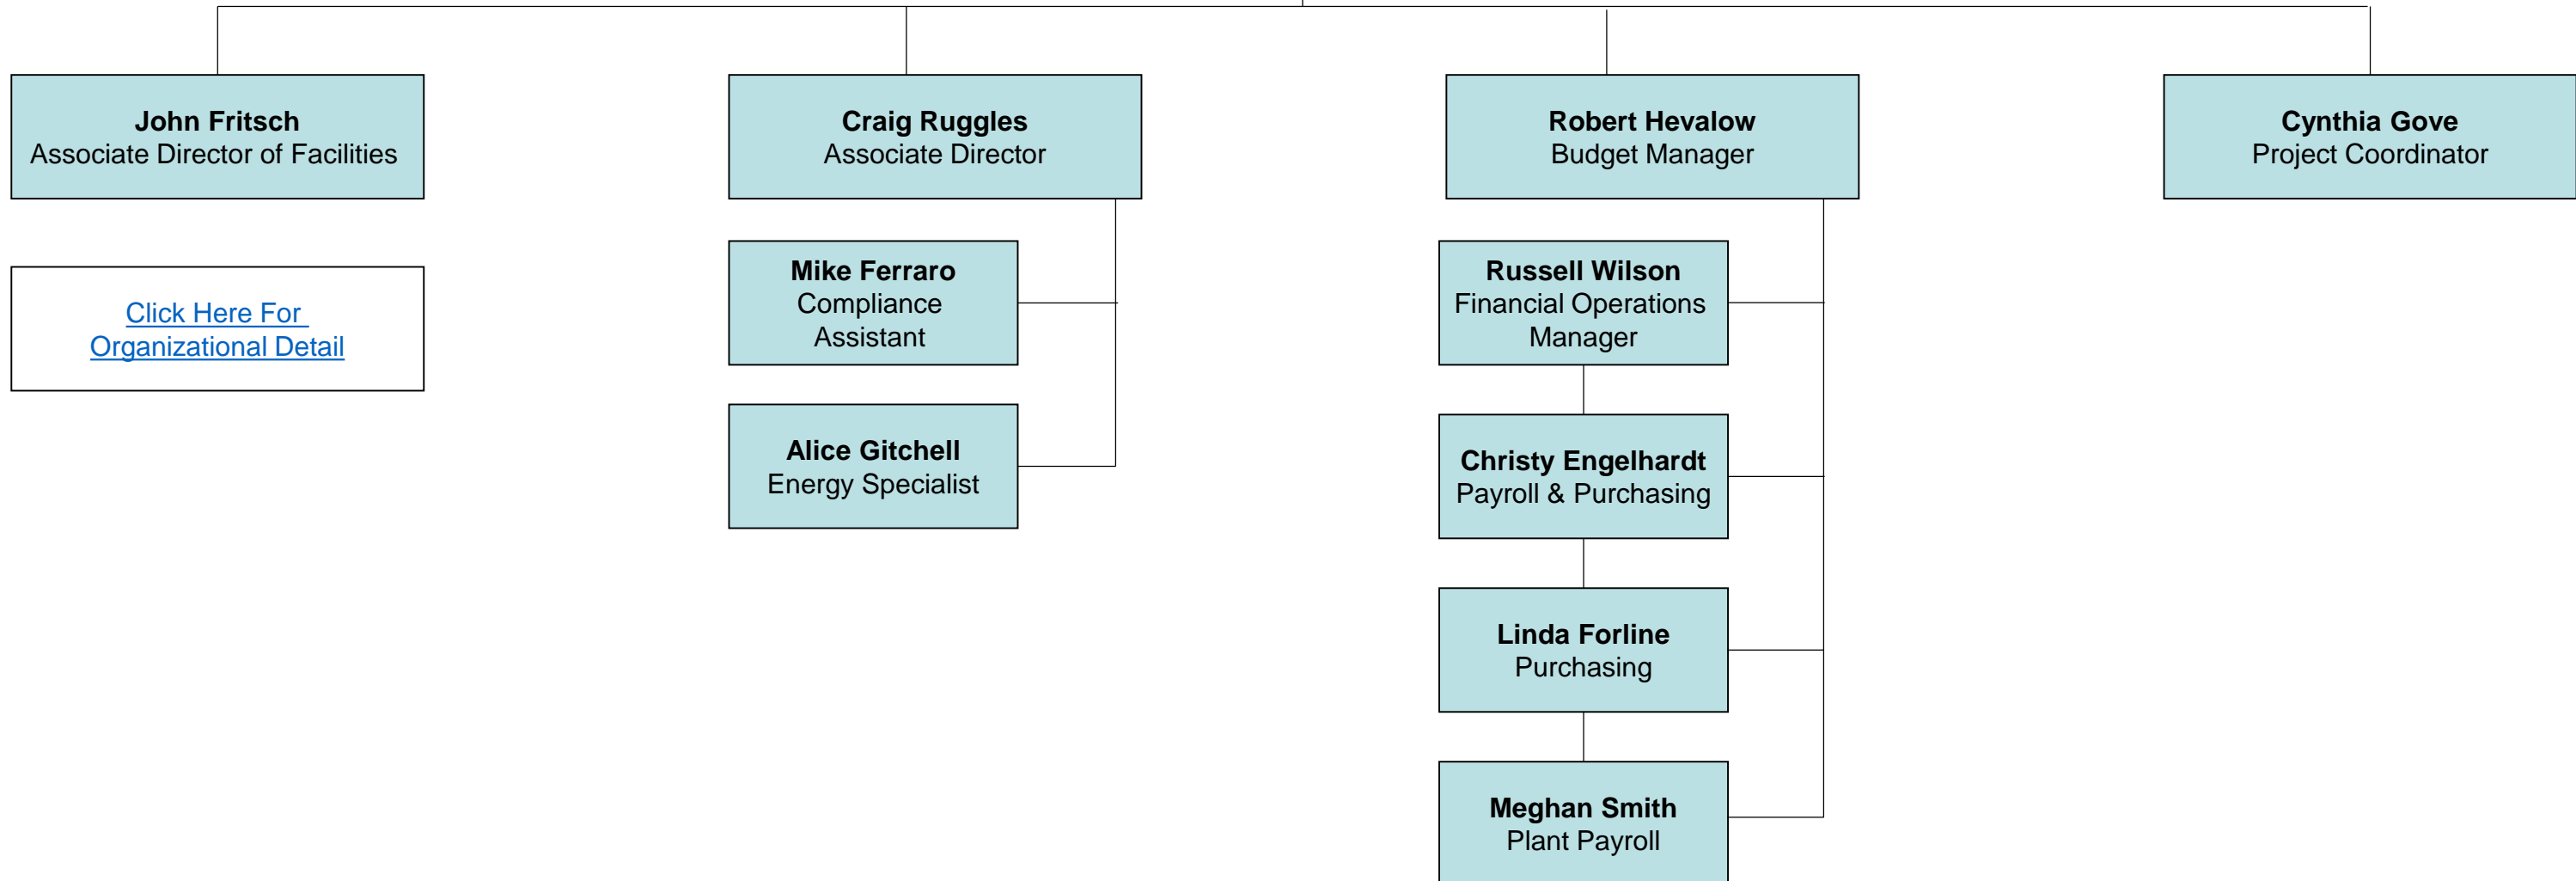 John Fritsch
Associate Director of Facilities
Craig Ruggles
Associate Director
Robert Hevalow
Budget Manager
Cynthia Gove
Project Coordinator
Click Here For
Organizational Detail
Mike Ferraro
Compliance
Assistant
Alice Gitchell
Energy Specialist
Russell Wilson
Financial Operations
Manager
Christy Engelhardt
Payroll & Purchasing
Linda Forline
Purchasing
Meghan Smith
Plant Payroll